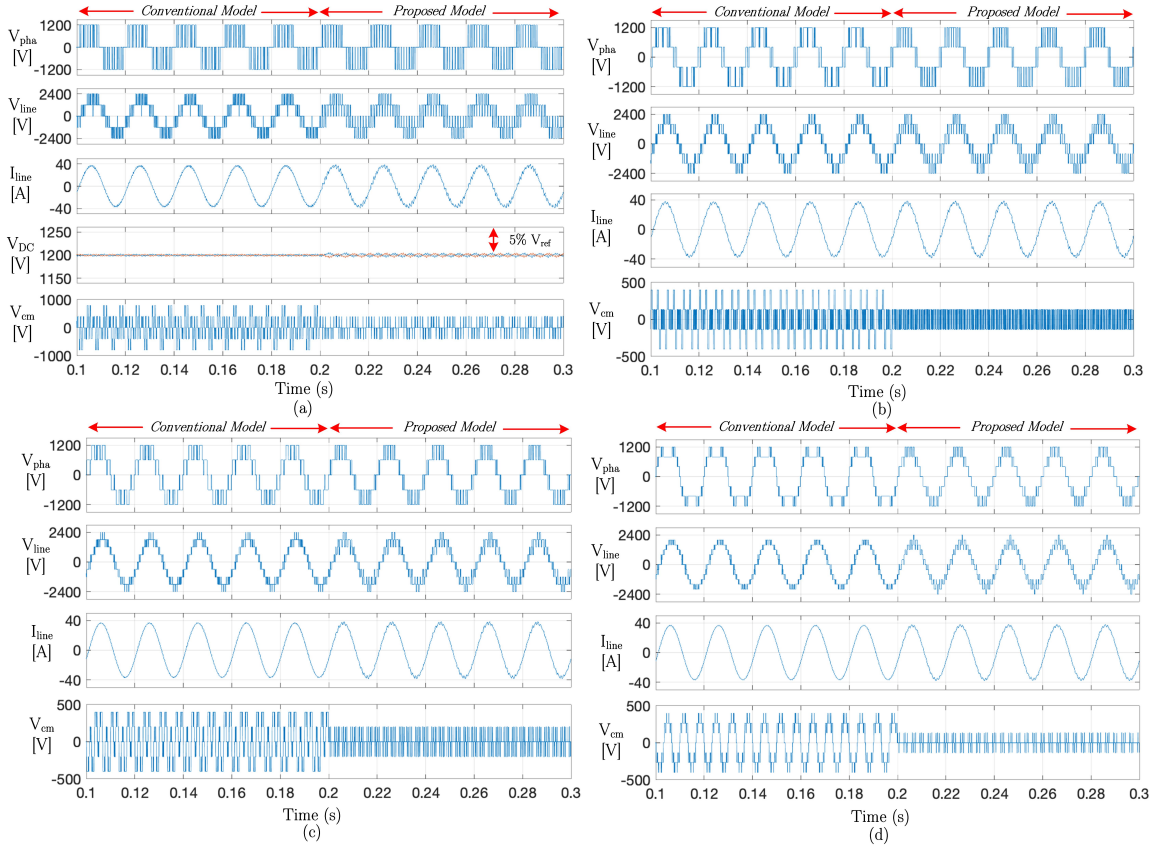 Conventional Model Proposed Model
V_pha [V]
1200
0
-1200
V_line [V]
2400
0
-2400
I_line [A]
40
0
-40
V_DC [V]
1250
1200
1150
5% V_ref
V_cm [V]
1000
0
-1000
0.1 0.12 0.14 0.16 0.18 0.2 0.22 0.24 0.26 0.28 0.3
Time (s)
(a)
Conventional Model Proposed Model
V_pha [V]
1200
0
-1200
V_line [V]
2400
0
-2400
I_line [A]
40
0
-40
V_cm [V]
500
0
-500
0.1 0.12 0.14 0.16 0.18 0.2 0.22 0.24 0.26 0.28 0.3
Time (s)
(b)
Conventional Model Proposed Model
V_pha [V]
1200
0
-1200
V_line [V]
2400
0
-2400
I_line [A]
40
0
-40
V_cm [V]
500
0
-500
0.1 0.12 0.14 0.16 0.18 0.2 0.22 0.24 0.26 0.28 0.3
Time (s)
(c)
Conventional Model Proposed Model
V_pha [V]
1200
0
-1200
V_line [V]
2400
0
-2400
I_line [A]
40
0
-40
V_cm [V]
500
0
-500
0.1 0.12 0.14 0.16 0.18 0.2 0.22 0.24 0.26 0.28 0.3
Time (s)
(d)